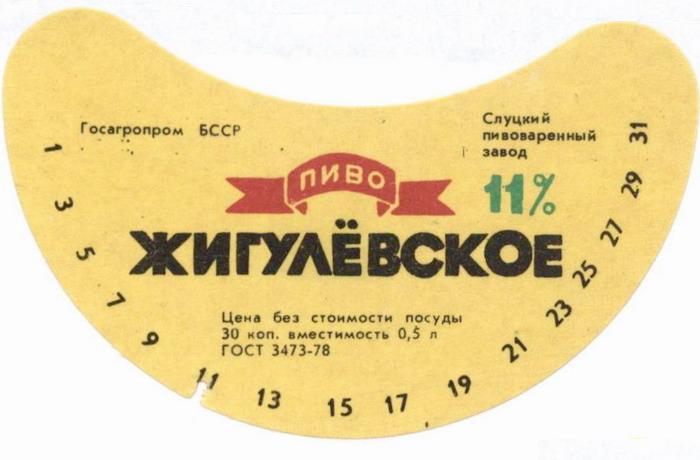 Госагропром БССР
Слуцкий
пивоваренный
завод
ПИВО
11%
ЖИГУЛЁВСКОЕ
Цена без стоимости посуды
30 коп. вместимость 0,5 л
ГОСТ 3473-78
1
3
5
7
9
11
13
15
17
19
21
23
25
27
29
31